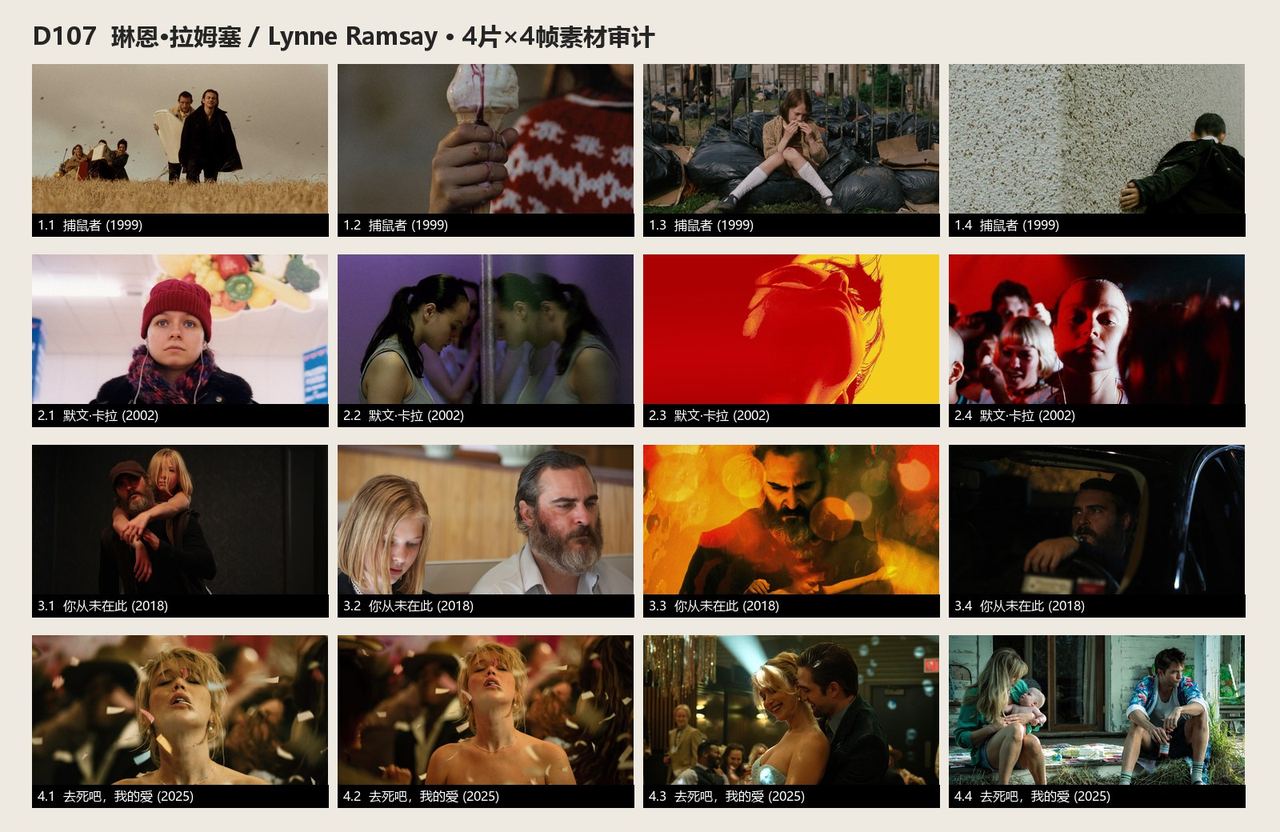 D107 琳恩•拉姆塞 / Lynne Ramsay • 4片×4帧素材审计
1.1 捕鼠者 (1999)
1.2 捕鼠者 (1999)
1.3 捕鼠者 (1999)
1.4 捕鼠者 (1999)
2.1 默文·卡拉 (2002)
2.2 默文·卡拉 (2002)
2.3 默文·卡拉 (2002)
2.4 默文·卡拉 (2002)
3.1 你从未在此 (2018)
3.2 你从未在此 (2018)
3.3 你从未在此 (2018)
3.4 你从未在此 (2018)
4.1 去死吧，我的爱 (2025)
4.2 去死吧，我的爱 (2025)
4.3 去死吧，我的爱 (2025)
4.4 去死吧，我的爱 (2025)